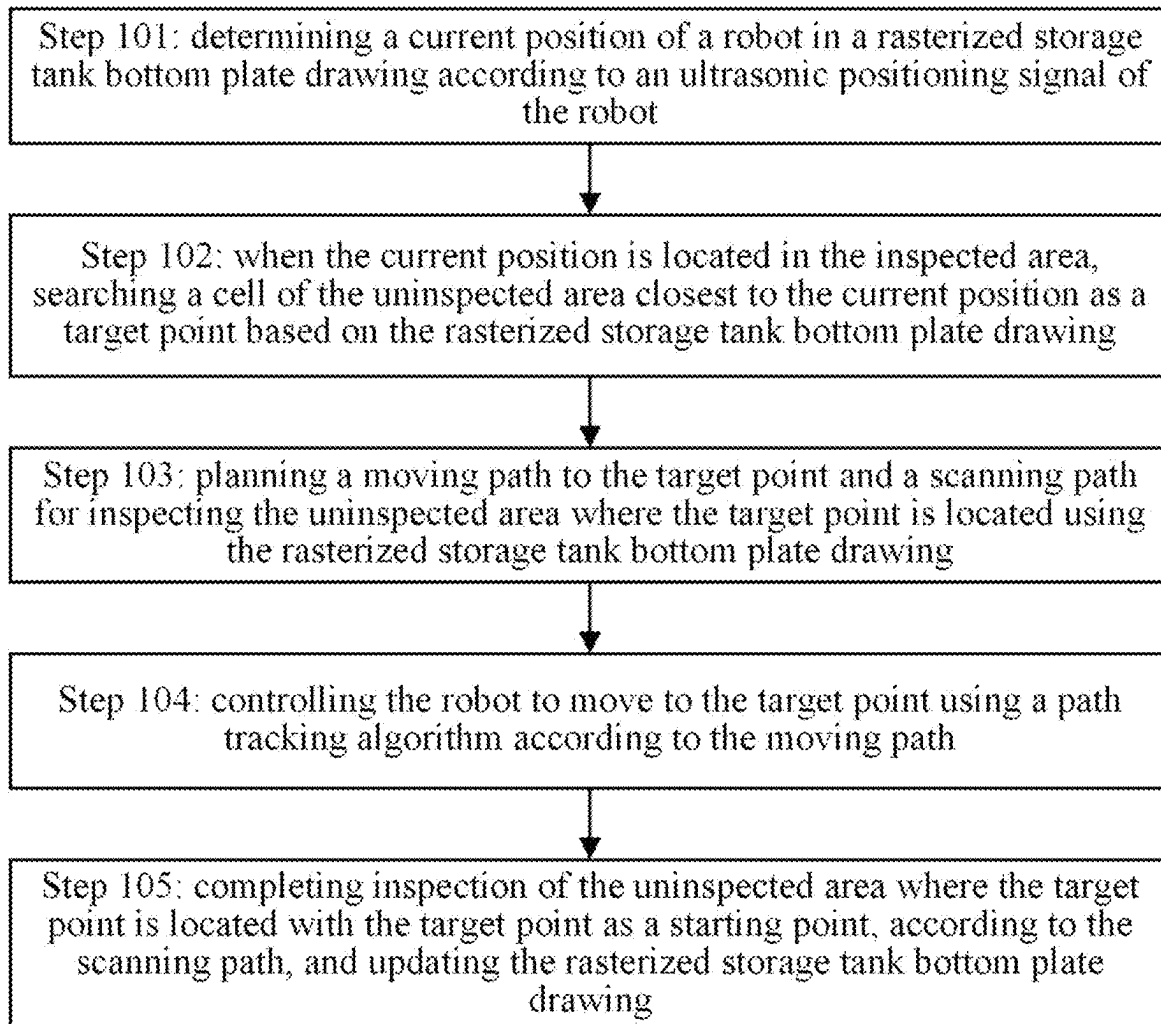 Step 101: determining a current position of a robot in a rasterized storage
tank bottom plate drawing according to an ultrasonic positioning signal of
the robot
Step 102: when the current position is located in the inspected area,
searching a cell of the uninspected area closest to the current position as a
target point based on the rasterized storage tank bottom plate drawing
Step 103: planning a moving path to the target point and a scanning path
for inspecting the uninspected area where the target point is located using
the rasterized storage tank bottom plate drawing
Step 104: controlling the robot to move to the target point using a path
tracking algorithm according to the moving path
Step 105: completing inspection of the uninspected area where the target
point is located with the target point as a starting point, according to the
scanning path, and updating the rasterized storage tank bottom plate
drawing